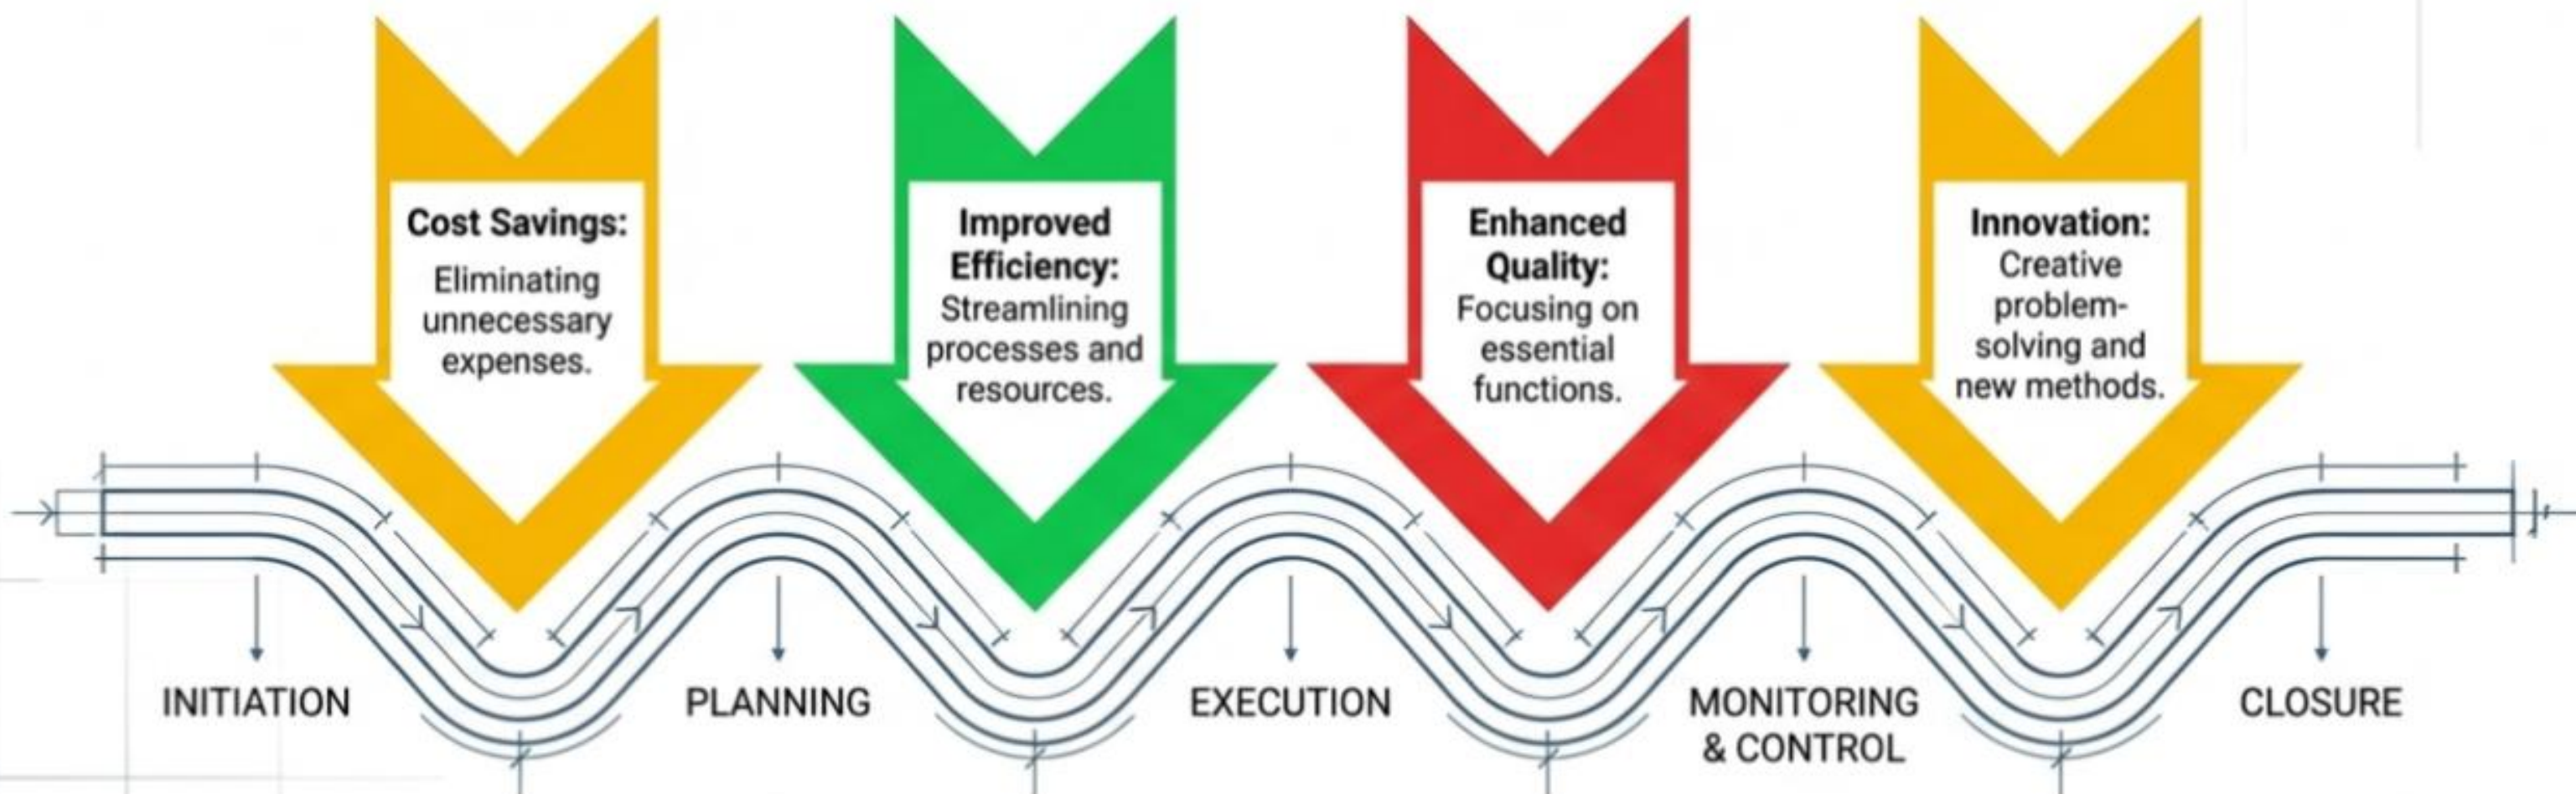 Cost Savings:
Eliminating
unnecessary
expenses.
Improved
Efficiency:
Streamlining
processes and
resources.
Enhanced
Quality:
Focusing on
essential
functions.
Innovation:
Creative
problem-
solving and
new methods.
INITIATION
PLANNING
EXECUTION
MONITORING
& CONTROL
CLOSURE